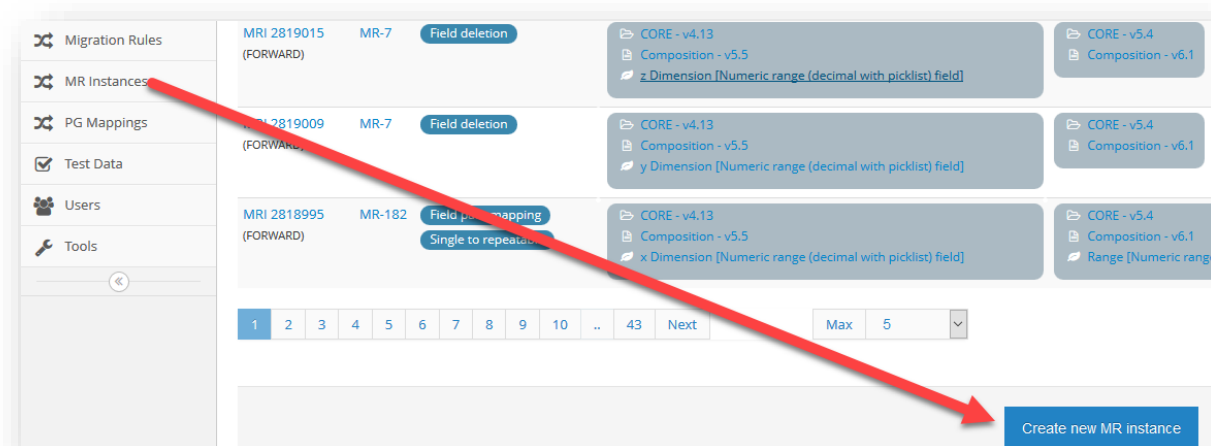 Migration Rules
MR Instances
PG Mappings
Test Data
Users
Tools
MRI 2819015 MR-7 Field deletion CORE - v4.13 CORE - v5.4
(FORWARD) Composition - v5.5 Composition - v6.1
z Dimension [Numeric range (decimal with picklist) field]
MRI 2819009 MR-7 Field deletion CORE - v4.13 CORE - v5.4
(FORWARD) Composition - v5.5 Composition - v6.1
y Dimension [Numeric range (decimal with picklist) field]
MRI 2818995 MR-182 Field mapping CORE - v4.13 CORE - v5.4
(FORWARD) Single to Composition - v5.5 Composition - v6.1
x Dimension [Numeric range (decimal with picklist) field] Range [Numeric range
1 2 3 4 5 6 7 8 9 10 .. 43 Next Max 5
Create new MR instance